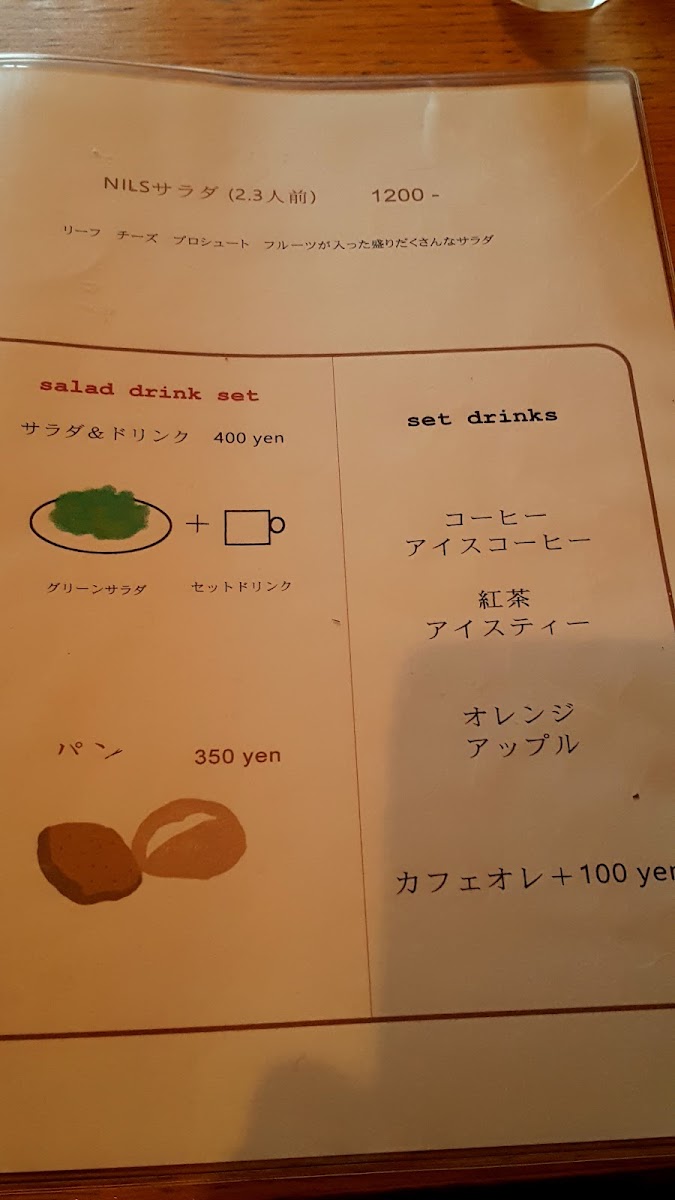 NILSサラダ (2.3人前) 1200 -
リーフ チーズ プロシュート フルーツが入った盛りだくさんなサラダ
salad drink set
サラダ＆ドリンク 400 yen
＋
グリーンサラダ セットドリンク
パン 350 yen
set drinks
コーヒー
アイスコーヒー
紅茶
アイスティー
オレンジ
アップル
カフェオレ＋100 yen